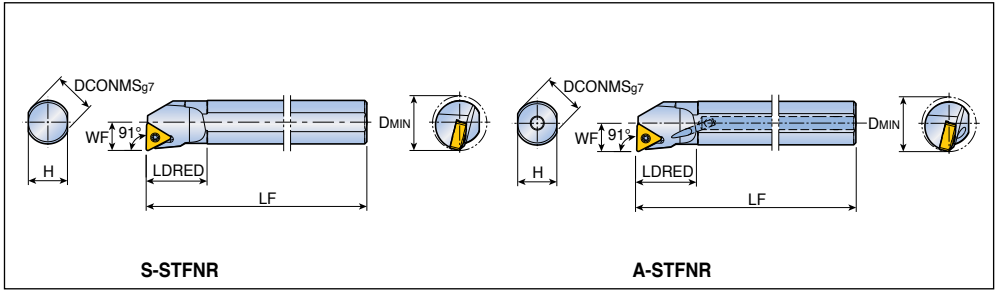 DCONMSg7
WF
91°
H
LDRED
LF
DMIN
S-STFNR
DCONMSg7
WF
91°
H
LDRED
LF
DMIN
A-STFNR